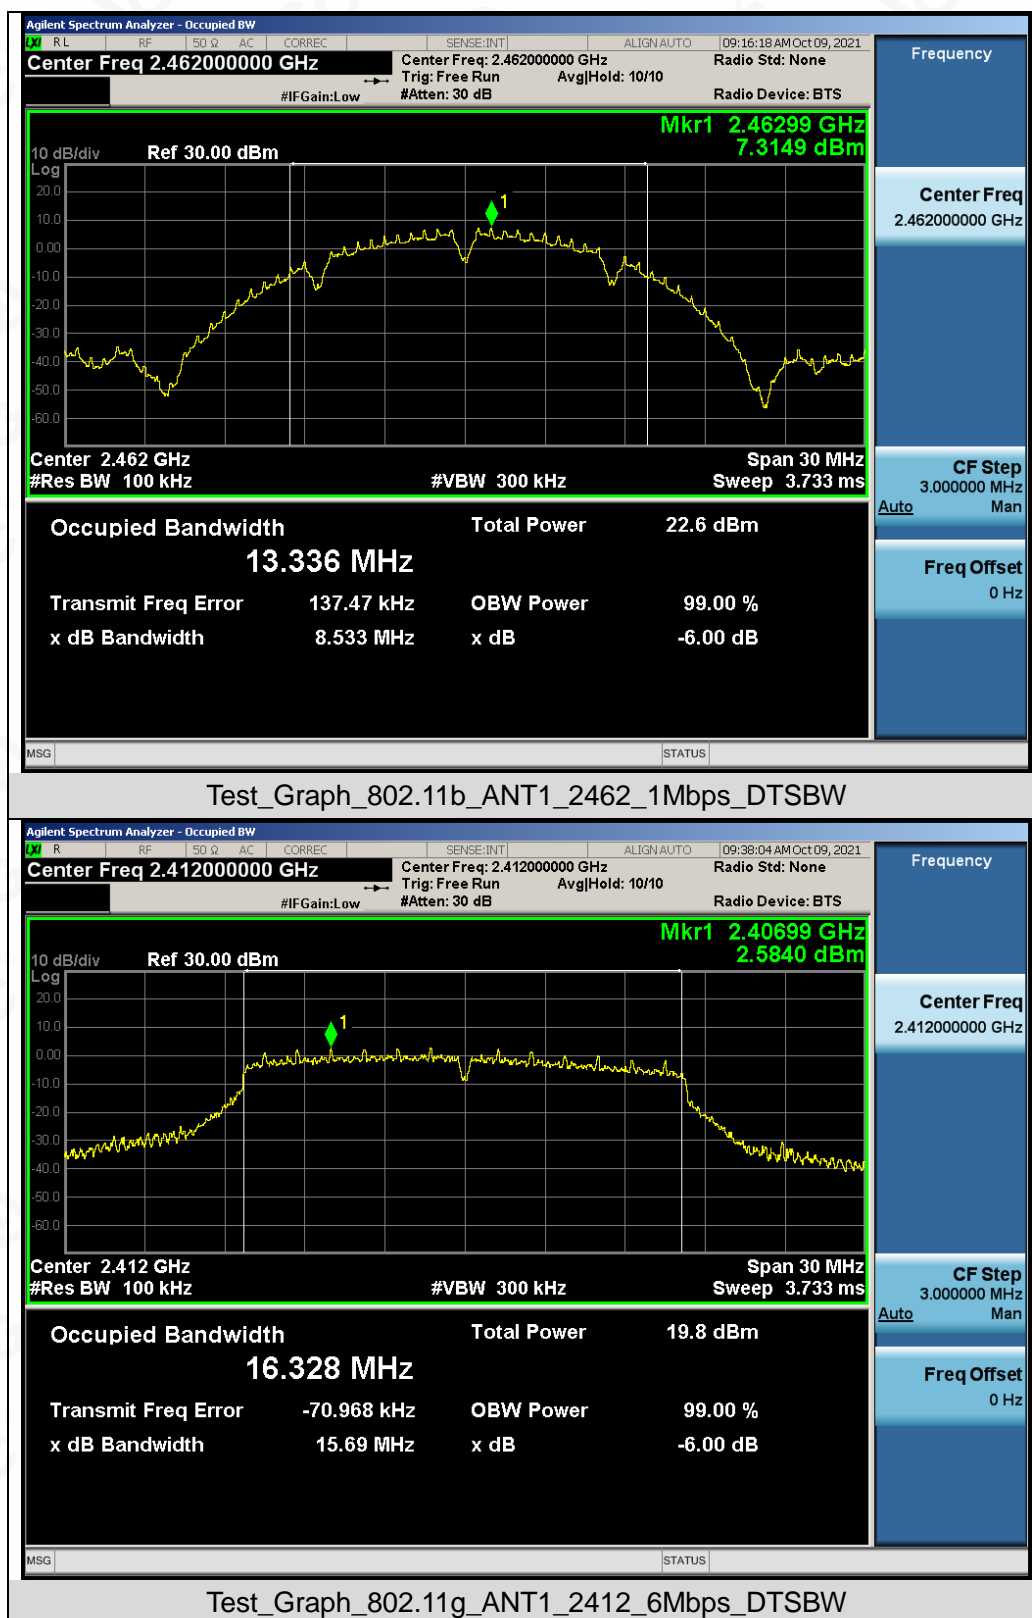 Agilent Spectrum Analyzer - Occupied BW
LXI RL RF 50 Ω AC CORREC SENSE:INT ALIGN AUTO 09:16:18 AM Oct 09, 2021
Center Freq 2.462000000 GHz
Center Freq: 2.462000000 GHz
Radio Std: None
Trig: Free Run Avg|Hold: 10/10
#IFGain:Low #Atten: 30 dB Radio Device: BTS
Frequency
Mkr1 2.46299 GHz
7.3149 dBm
10 dB/div Ref 30.00 dBm
Log
20.0
10.0
0.00
-10.0
-20.0
-30.0
-40.0
-50.0
-60.0
1
Center Freq
2.462000000 GHz
Center 2.462 GHz Span 30 MHz
#Res BW 100 kHz #VBW 300 kHz Sweep 3.733 ms
CF Step
3.000000 MHz
Auto Man
Occupied Bandwidth Total Power 22.6 dBm
13.336 MHz
Transmit Freq Error 137.47 kHz OBW Power 99.00 %
x dB Bandwidth 8.533 MHz x dB -6.00 dB
Freq Offset
0 Hz
MSG STATUS
Test_Graph_802.11b_ANT1_2462_1Mbps_DTSBW
Agilent Spectrum Analyzer - Occupied BW
LXI R RF 50 Ω AC CORREC SENSE:INT ALIGN AUTO 09:38:04 AM Oct 09, 2021
Center Freq 2.412000000 GHz
Center Freq: 2.412000000 GHz
Radio Std: None
Trig: Free Run Avg|Hold: 10/10
#IFGain:Low #Atten: 30 dB Radio Device: BTS
Frequency
Mkr1 2.40699 GHz
2.5840 dBm
10 dB/div Ref 30.00 dBm
Log
20.0
10.0
0.00
-10.0
-20.0
-30.0
-40.0
-50.0
-60.0
1
Center Freq
2.412000000 GHz
Center 2.412 GHz Span 30 MHz
#Res BW 100 kHz #VBW 300 kHz Sweep 3.733 ms
CF Step
3.000000 MHz
Auto Man
Occupied Bandwidth Total Power 19.8 dBm
16.328 MHz
Transmit Freq Error -70.968 kHz OBW Power 99.00 %
x dB Bandwidth 15.69 MHz x dB -6.00 dB
Freq Offset
0 Hz
MSG STATUS
Test_Graph_802.11g_ANT1_2412_6Mbps_DTSBW